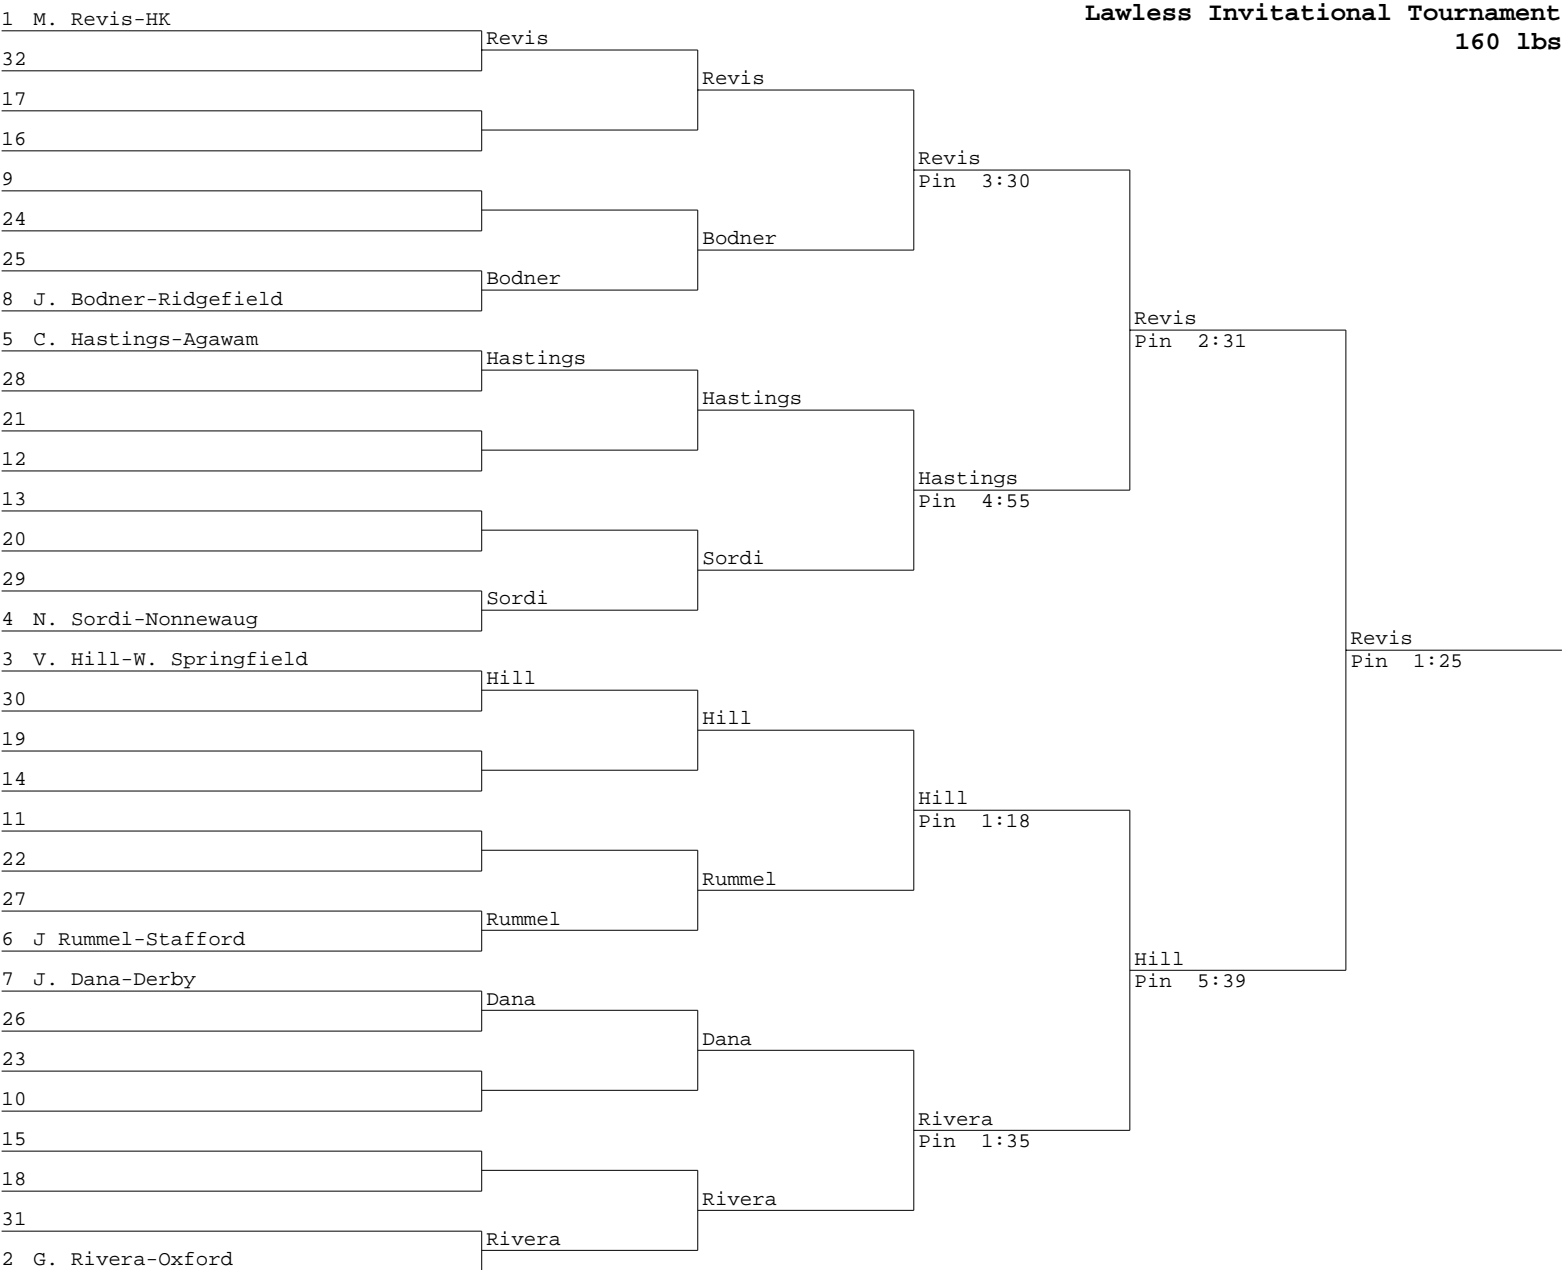 Lawless Invitational Tournament
160 lbs
1 M. Revis-HK
32
17
16
9
24
25
8 J. Bodner-Ridgefield
5 C. Hastings-Agawam
28
21
12
13
20
29
4 N. Sordi-Nonnewaug
3 V. Hill-W. Springfield
30
19
14
11
22
27
6 J Rummel-Stafford
7 J. Dana-Derby
26
23
10
15
18
31
2 G. Rivera-Oxford
Revis
Bodner
Hastings
Sordi
Hill
Rummel
Dana
Rivera
Revis
Bodner
Hastings
Sordi
Hill
Rummel
Dana
Rivera
Revis
Pin 3:30
Hastings
Pin 4:55
Hill
Pin 1:18
Rivera
Pin 1:35
Revis
Pin 2:31
Hill
Pin 5:39
Revis
Pin 1:25